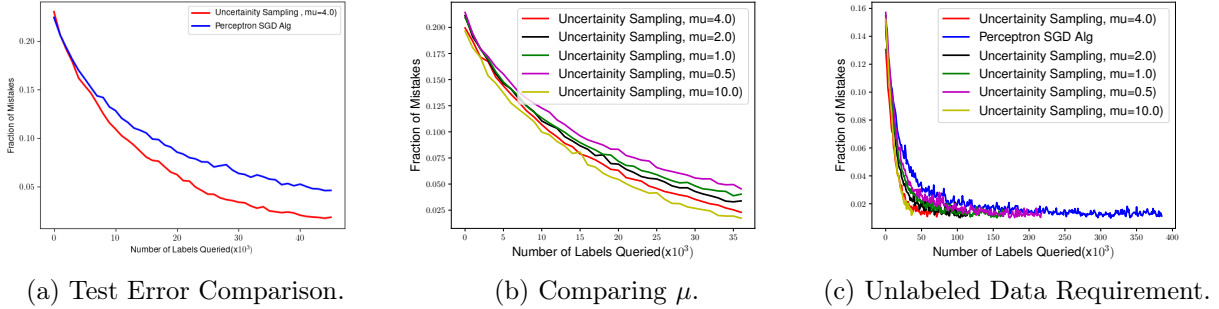 Uncertainity Sampling , mu=4.0)
Perceptron SGD Alg
Fraction of Mistakes
0.20
0.15
0.10
0.05
0
10
20
30
40
Number of Labels Queried(x10³)
(a) Test Error Comparison.
Uncertainity Sampling, mu=4.0)
Uncertainity Sampling, mu=2.0)
Uncertainity Sampling, mu=1.0)
Uncertainity Sampling, mu=0.5)
Uncertainity Sampling, mu=10.0)
Fraction of Mistakes
0.200
0.175
0.150
0.125
0.100
0.075
0.050
0.025
0
5
10
15
20
25
30
35
Number of Labels Queried(x10³)
(b) Comparing μ.
Uncertainity Sampling, mu=4.0)
Perceptron SGD Alg
Uncertainity Sampling, mu=2.0)
Uncertainity Sampling, mu=1.0)
Uncertainity Sampling, mu=0.5)
Uncertainity Sampling, mu=10.0)
Fraction of Mistakes
0.16
0.14
0.12
0.10
0.08
0.06
0.04
0.02
0
50
100
150
200
250
300
350
400
Number of Labels Queried(x10³)
(c) Unlabeled Data Requirement.